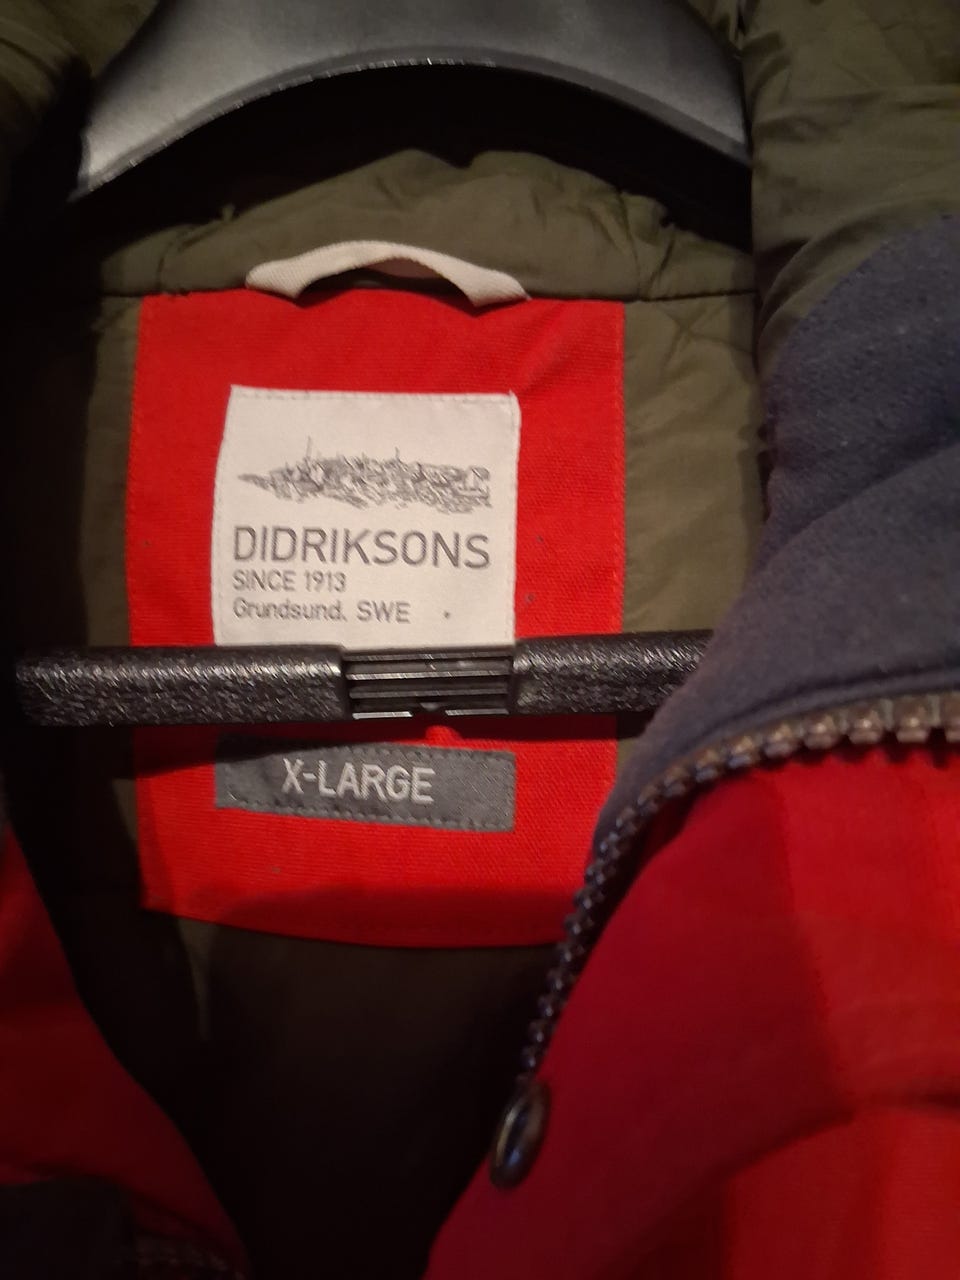 DIDRIKSONS
SINCE 1913
Grundsund. SWE
X-LARGE